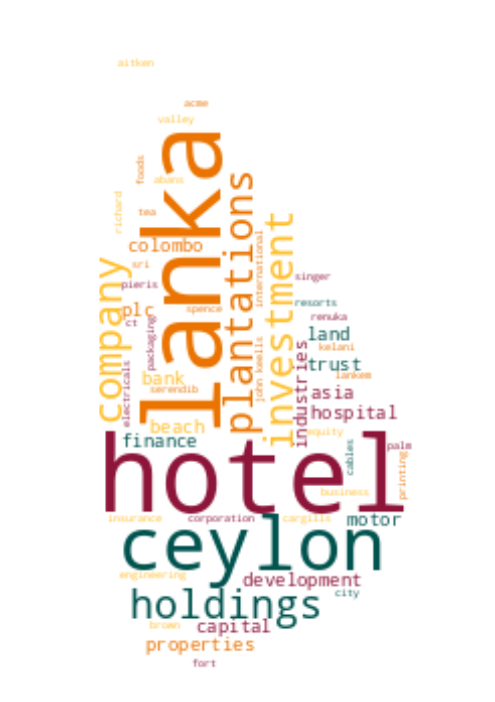 aitken
acme
valley
lanka
foods
abans
plantations
richard
tea
investment
colombo
international
company
sri
singer
pieris
plc
spence
resorts
renuka
ct
packaging
land
kelani
john keells
industries
electricals
trust
bank
lankem
serendib
asia
hospital
beach
equity
hotel
finance
cables
palm
printing
business
insurance
corporation
cargills
motor
ceylon
engineering
development
holdings
city
brown
capital
properties
fort